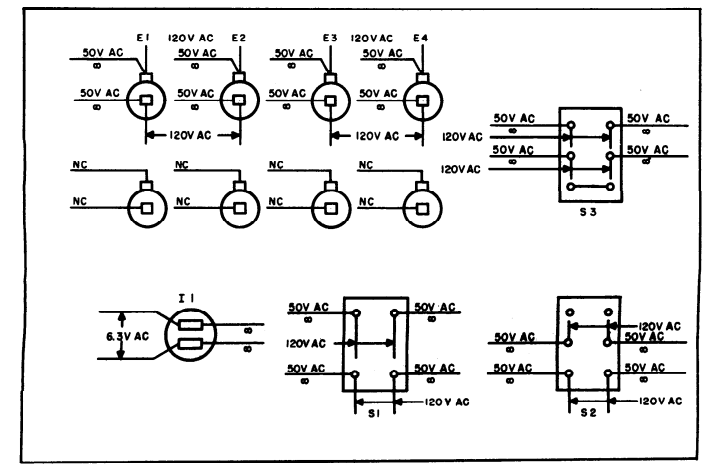 E1 120V AC E2 E3 120V AC E4
50V AC 50V AC 50V AC 50V AC
∞ ∞ ∞ ∞
50V AC 50V AC 50V AC 50V AC
∞ ∞ ∞ ∞
120V AC 120V AC
NC NC NC NC
NC NC NC NC
50V AC 50V AC
∞ ∞
120V AC
50V AC 50V AC
∞ ∞
120V AC
S3
I1
6.3V AC
∞
∞
50V AC 50V AC
∞ ∞
120V AC
50V AC 50V AC
∞ ∞
120V AC
S1
120V AC
50V AC 50V AC
∞ ∞
50V AC 50V AC
∞ ∞
120V AC
S2